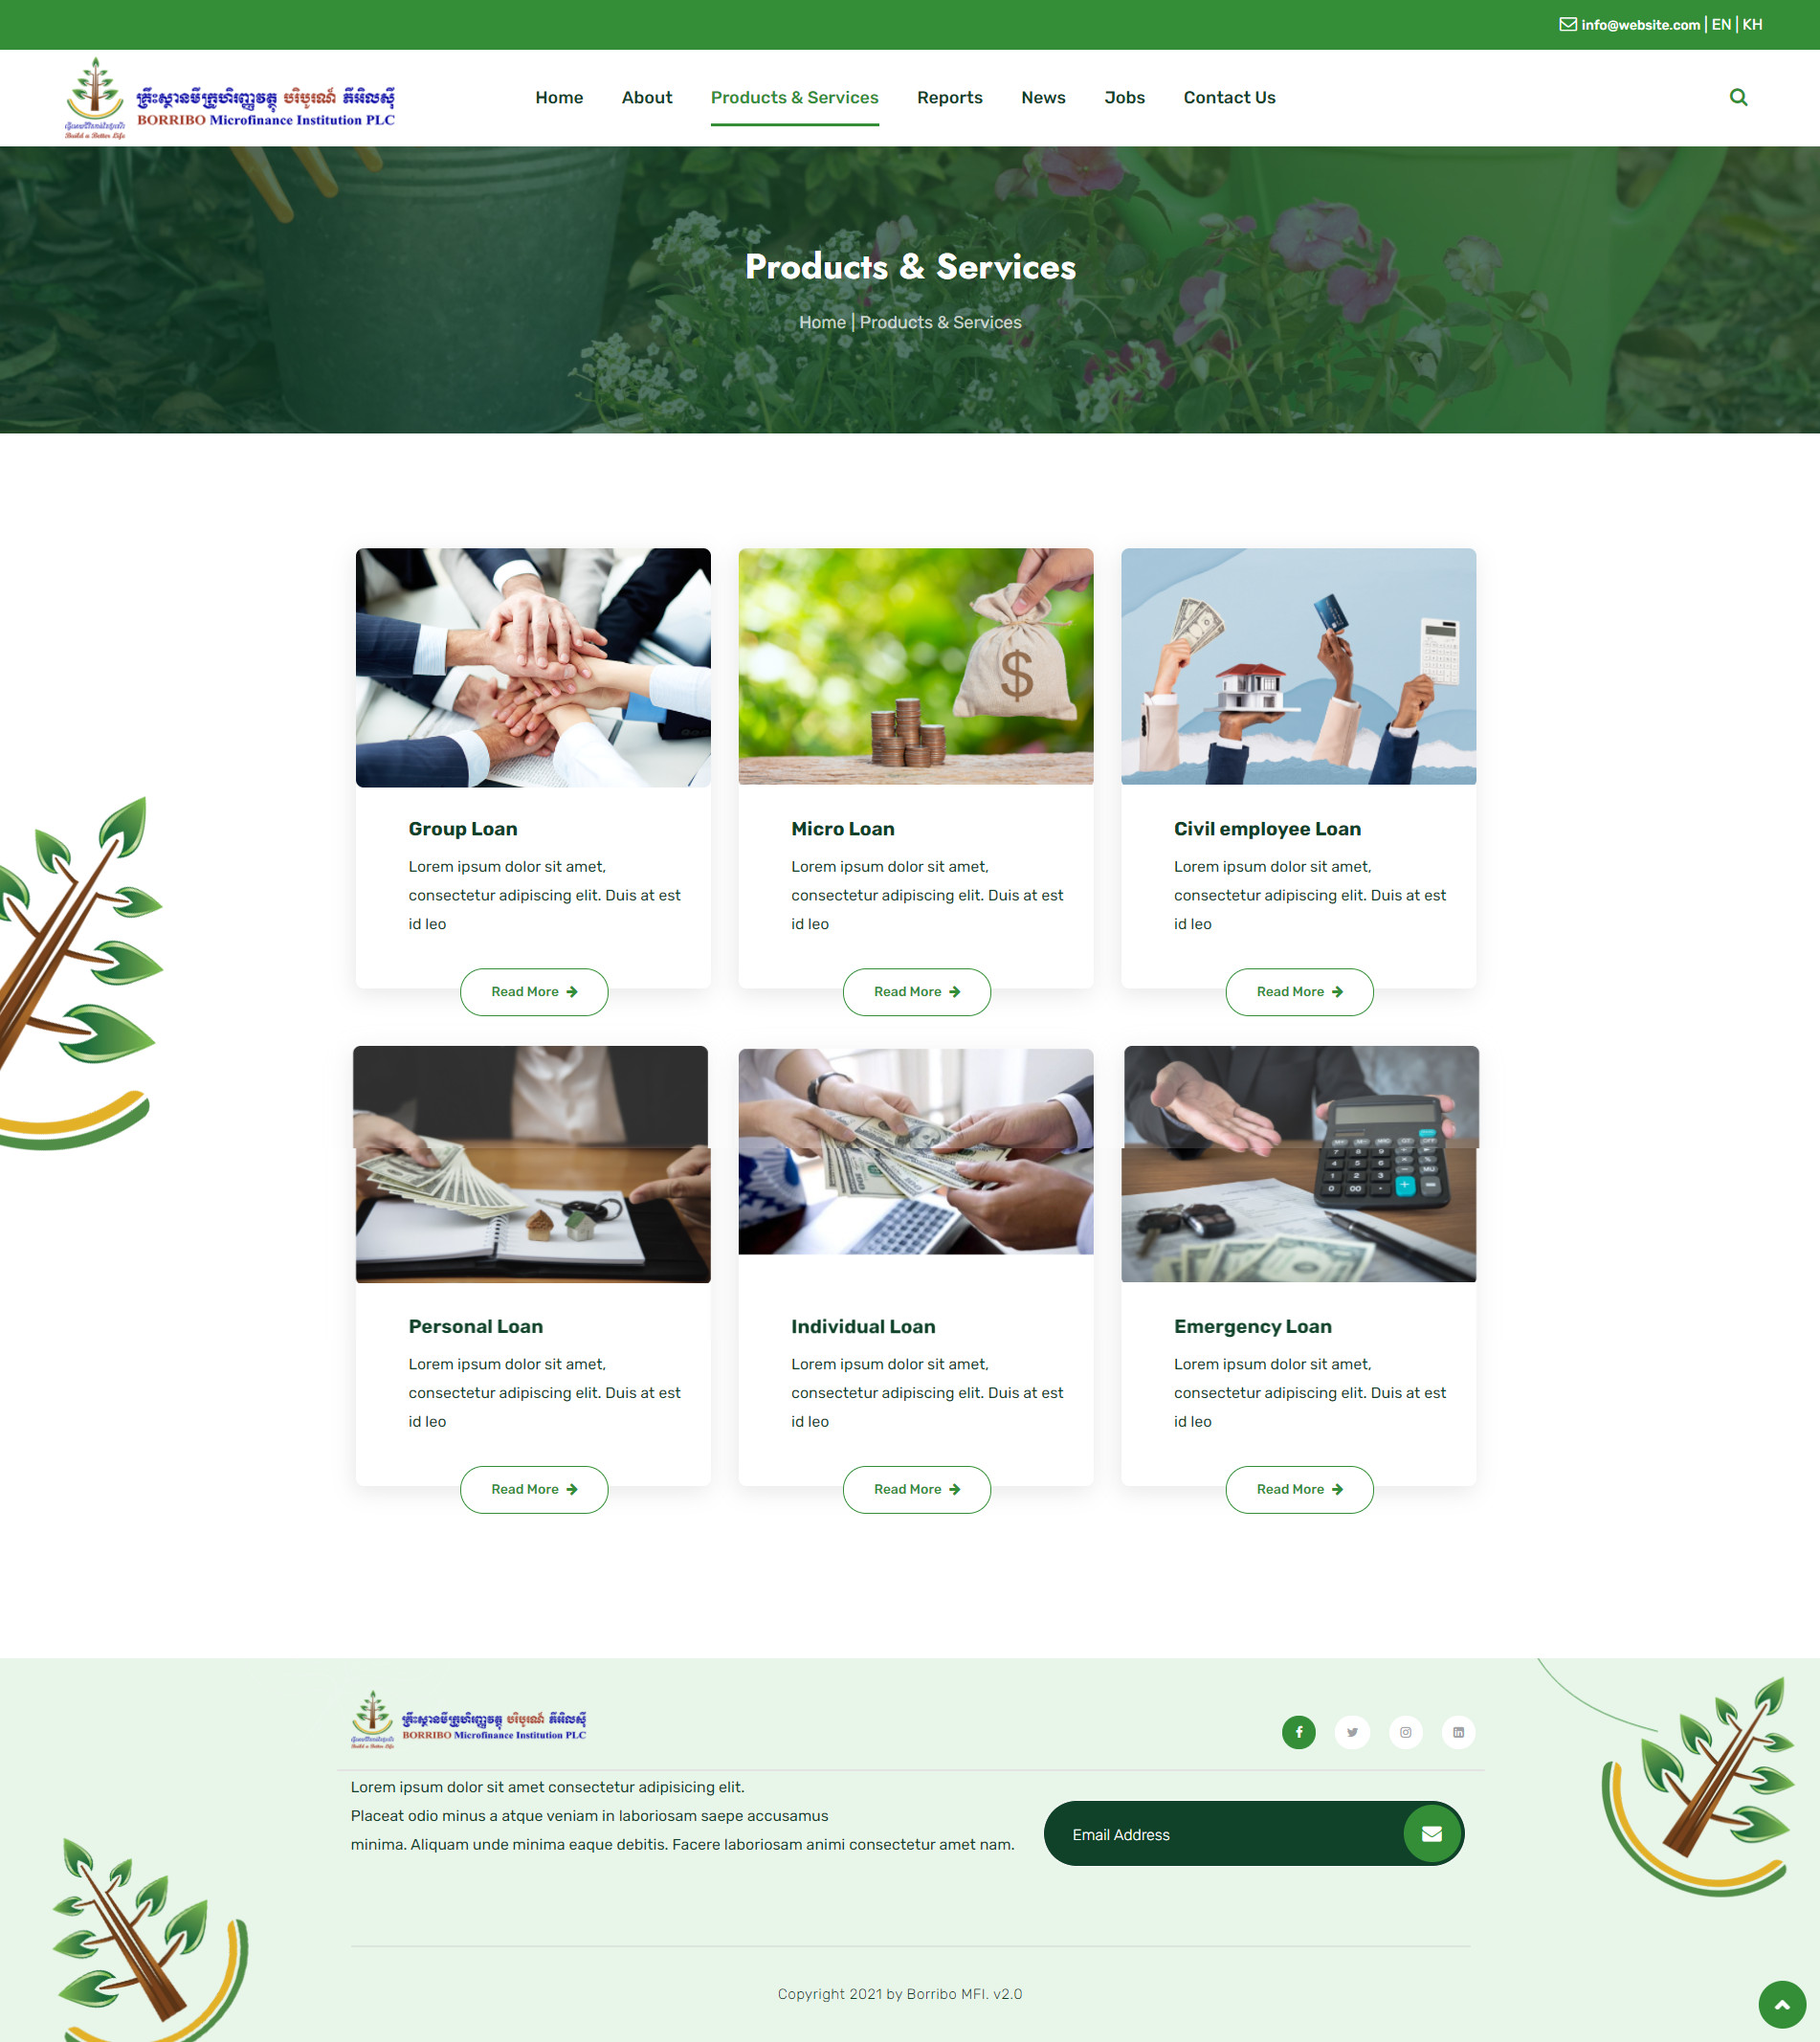 info@website.com | EN | KH
គ្រឹះស្ថានមីក្រូហិរញ្ញវត្ថុ បរិបូរណ៍ ភីអិលស៊ី
BORRIBO Microfinance Institution PLC
Build a Better Life
Home About Products & Services Reports News Jobs Contact Us
Products & Services
Home | Products & Services
$
Group Loan
Lorem ipsum dolor sit amet,
consectetur adipiscing elit. Duis at est
id leo
Read More
Micro Loan
Lorem ipsum dolor sit amet,
consectetur adipiscing elit. Duis at est
id leo
Read More
Civil employee Loan
Lorem ipsum dolor sit amet,
consectetur adipiscing elit. Duis at est
id leo
Read More
Personal Loan
Lorem ipsum dolor sit amet,
consectetur adipiscing elit. Duis at est
id leo
Read More
Individual Loan
Lorem ipsum dolor sit amet,
consectetur adipiscing elit. Duis at est
id leo
Read More
Emergency Loan
Lorem ipsum dolor sit amet,
consectetur adipiscing elit. Duis at est
id leo
Read More
គ្រឹះស្ថានមីក្រូហិរញ្ញវត្ថុ បរិបូរណ៍ ភីអិលស៊ី
BORRIBO Microfinance Institution PLC
Build a Better Life
Lorem ipsum dolor sit amet consectetur adipisicing elit.
Placeat odio minus a atque veniam in laboriosam saepe accusamus
minima. Aliquam unde minima eaque debitis. Facere laboriosam animi consectetur amet nam.
Email Address
Copyright 2021 by Borribo MFI. v2.0